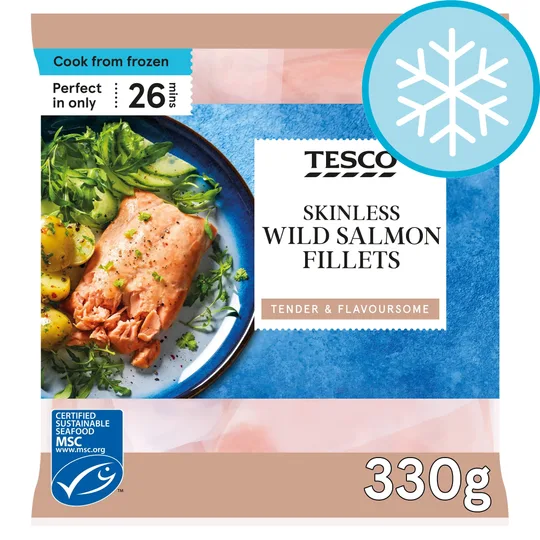 Cook from frozen
Perfect
in only
26
mins
TESCO
SKINLESS
WILD SALMON
FILLETS
TENDER & FLAVOURSOME
CERTIFIED
SUSTAINABLE
SEAFOOD
MSC
www.msc.org
TM
330g